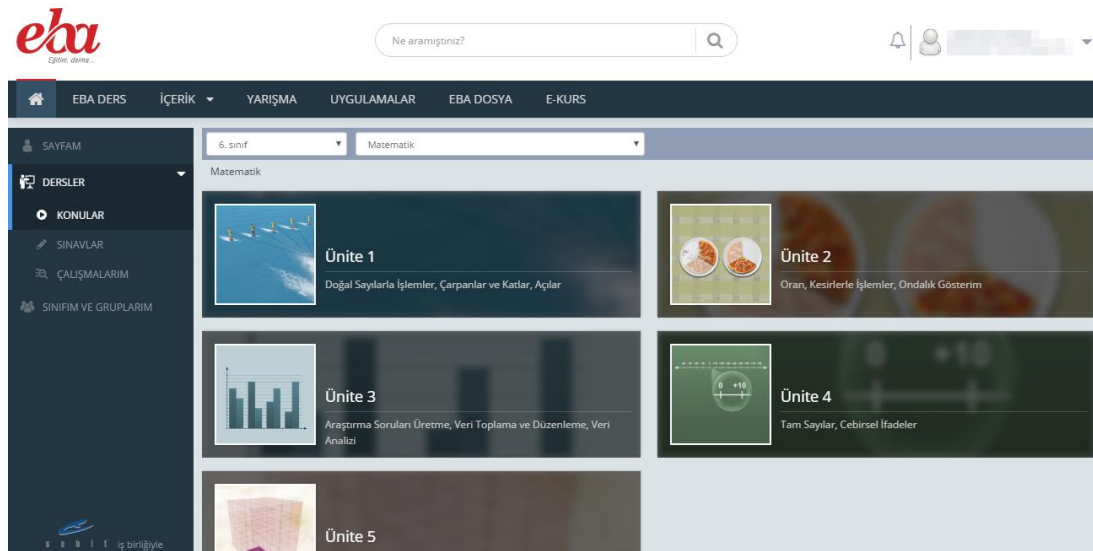 eba
Eğitim, daima...
Ne aramıştınız?
EBA DERS
İÇERİK
YARIŞMA
UYGULAMALAR
EBA DOSYA
E-KURS
SAYFAM
DERSLER
KONULAR
SINAVLAR
ÇALIŞMALARIM
SINIFIM VE GRUPLARIM
sebit iş birliğiyle
6. sınıf
Matematik
Matematik
Ünite 1
Doğal Sayılarla İşlemler, Çarpanlar ve Katlar, Açılar
Ünite 2
Oran, Kesirlerle İşlemler, Ondalık Gösterim
Ünite 3
Araştırma Soruları Üretme, Veri Toplama ve Düzenleme, Veri
Analizi
0 +10
0 +10
Ünite 4
Tam Sayılar, Cebirsel İfadeler
Ünite 5